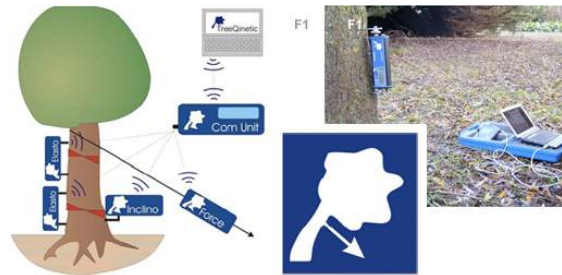 TreeQinetic
Com Unit
Elasto
Elasto
Inclino
Force
F1
F1